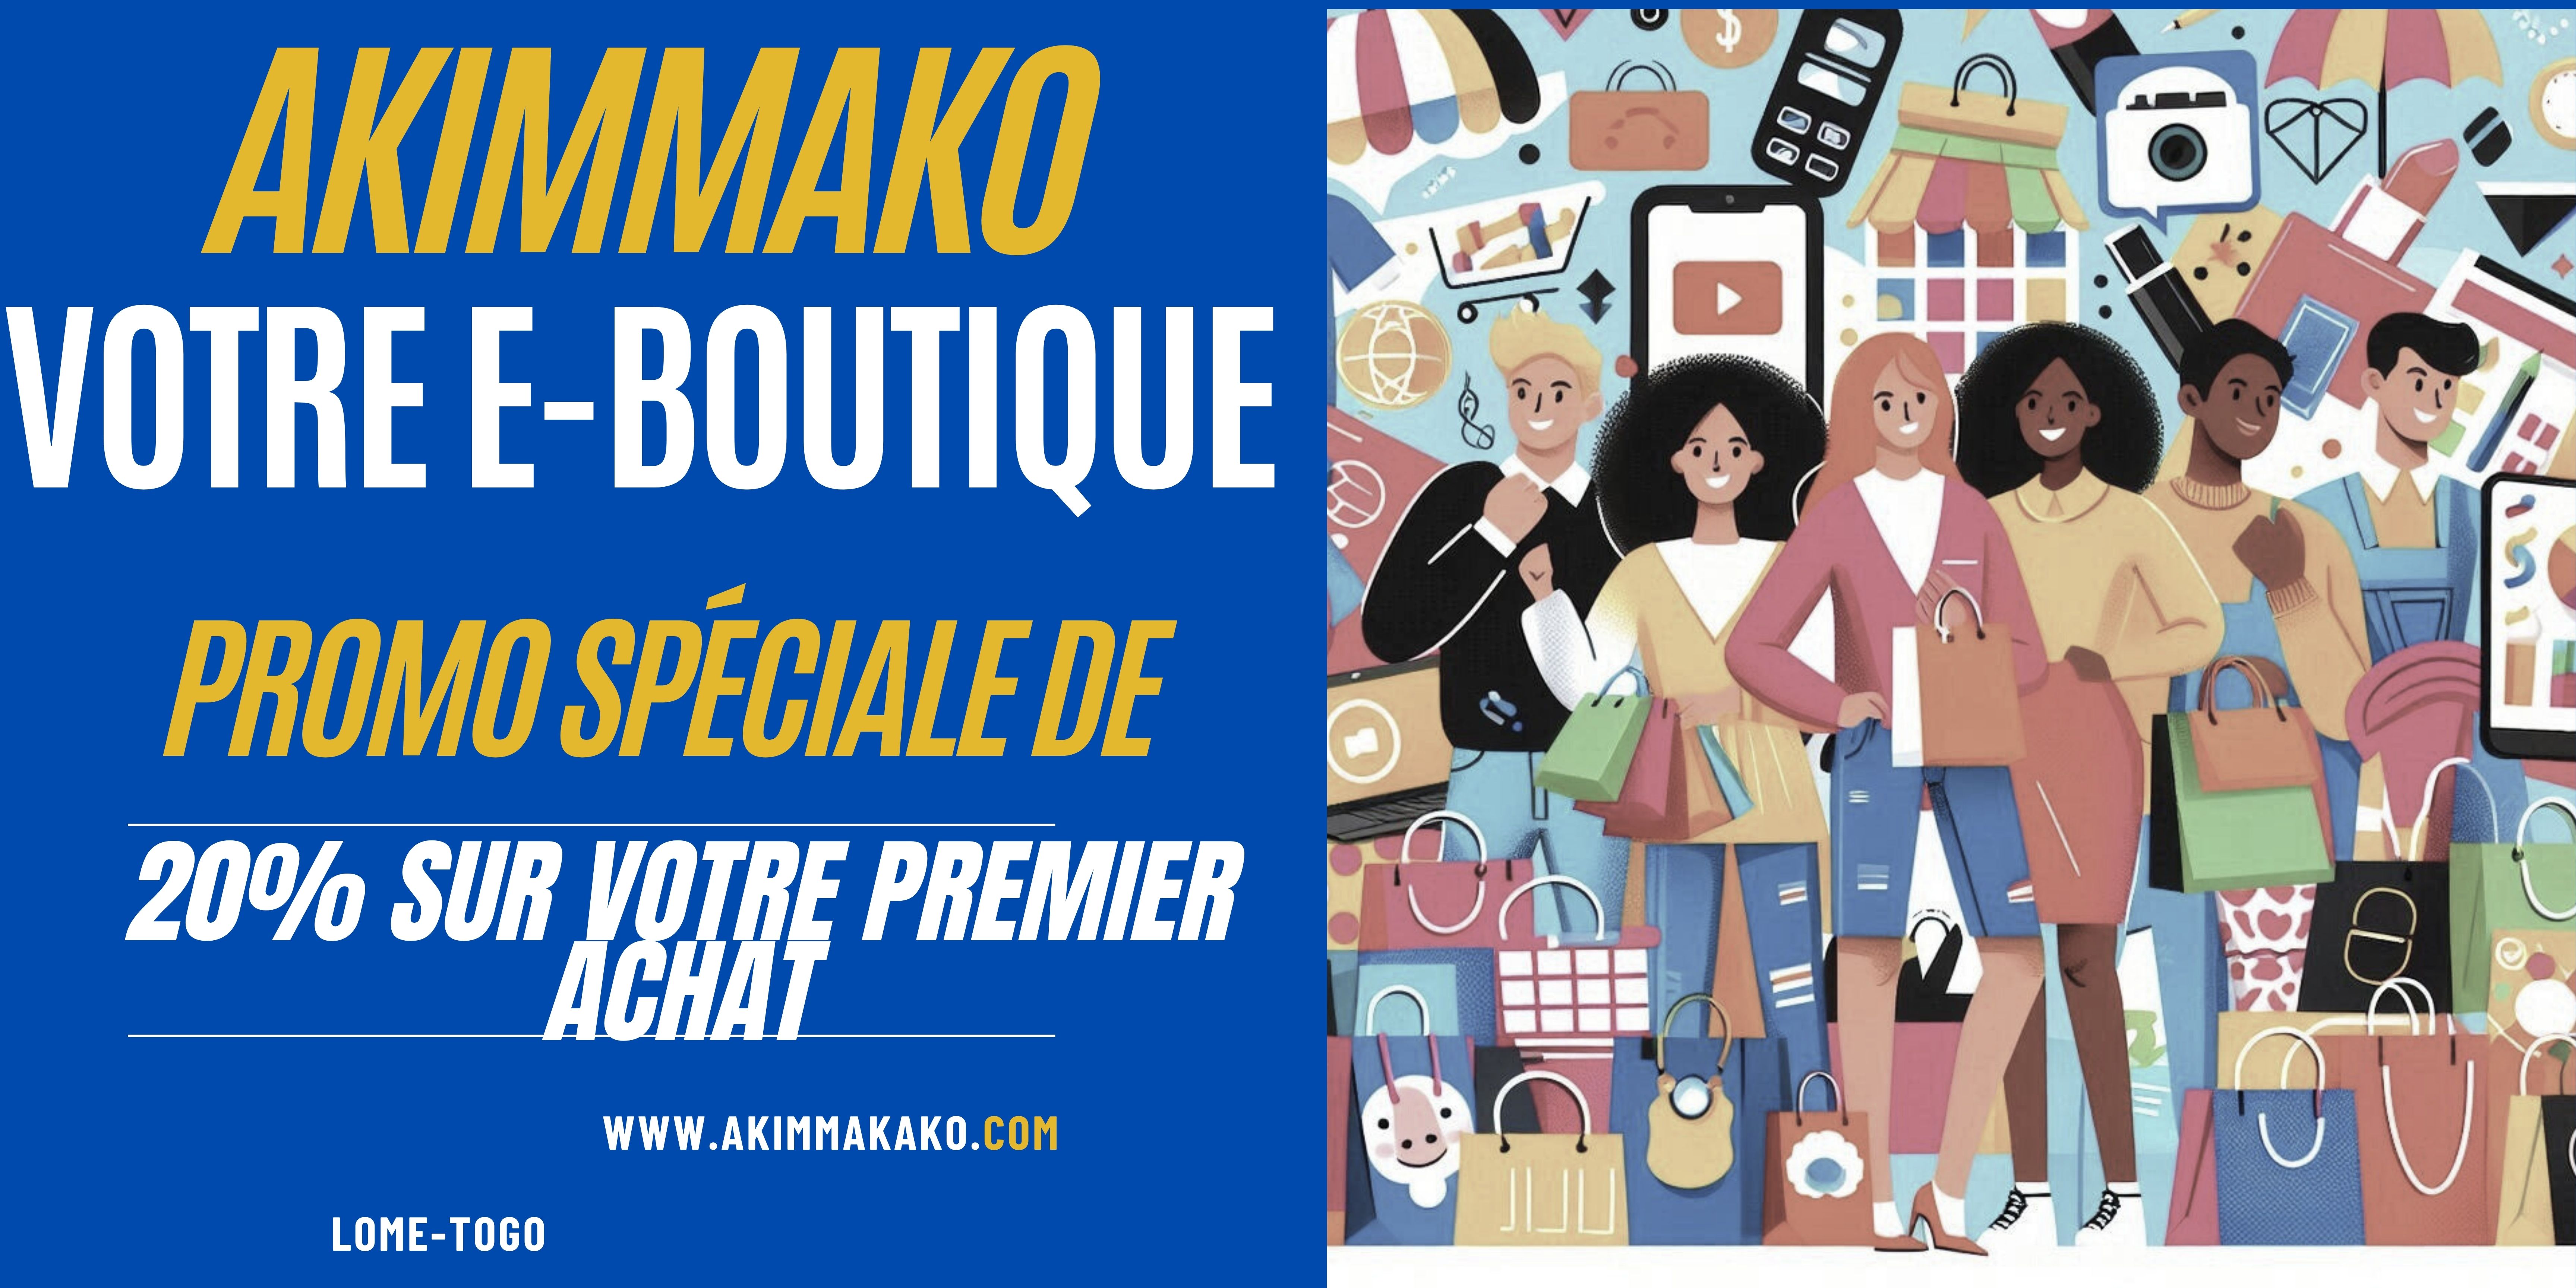 AKIMMAKO
VOTRE E-BOUTIQUE
PROMO SPÉCIALE DE
20% SUR VOTRE PREMIER
ACHAT
WWW.AKIMMAKAKO.COM
LOME-TOGO